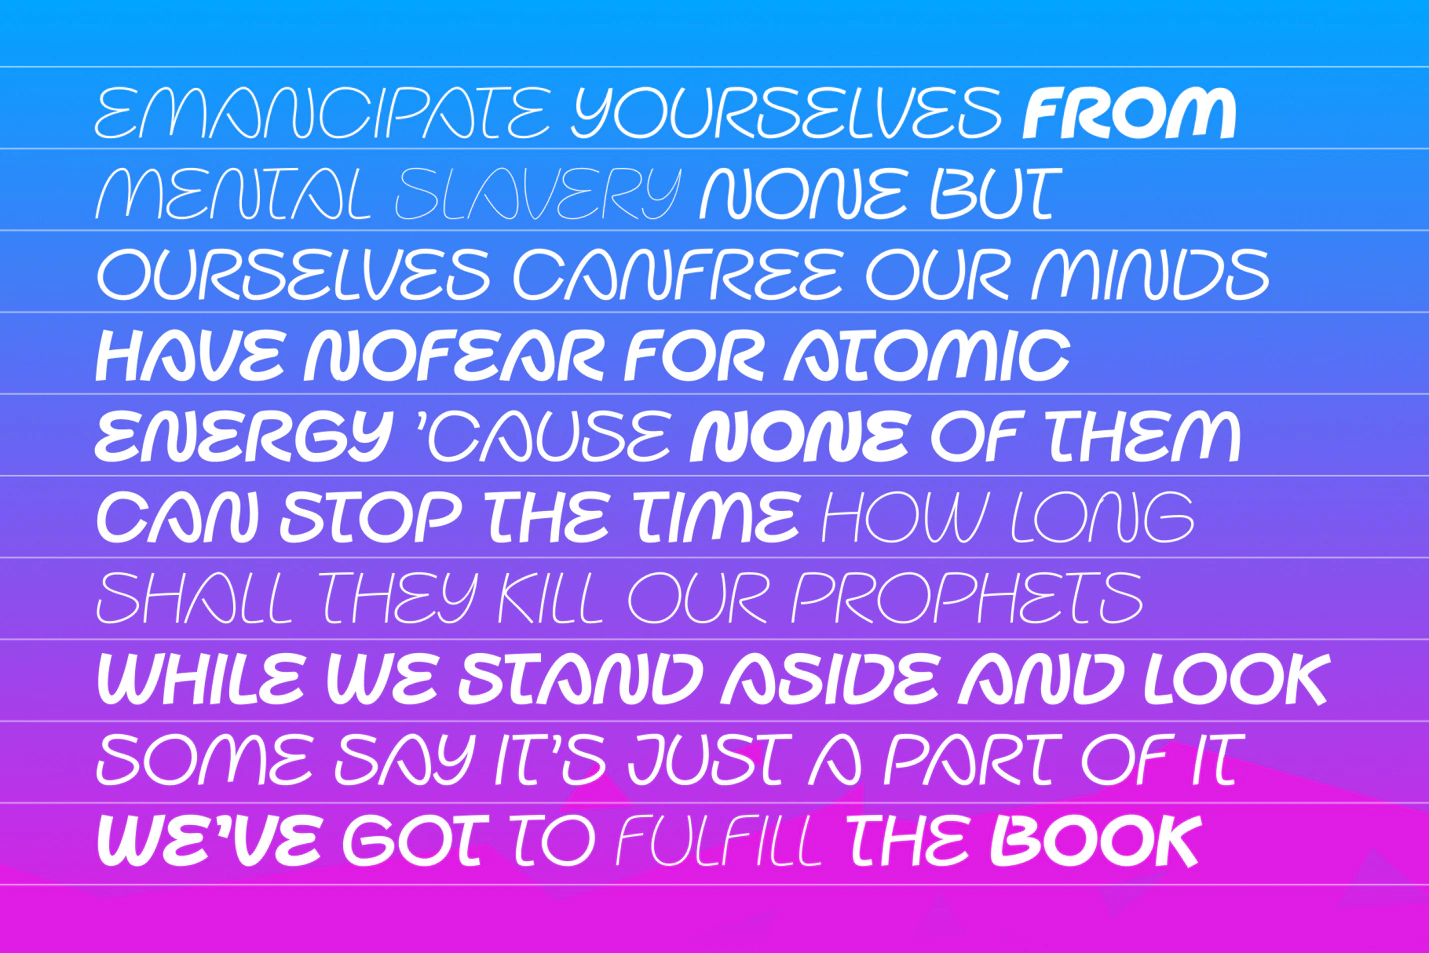 EMANCIPATE YOURSELVES FROM
MENTAL SLAVERY NONE BUT
OURSELVES CANFREE OUR MINDS
HAVE NOFEAR FOR ATOMIC
ENERGY ’CAUSE NONE OF THEM
CAN STOP THE TIME HOW LONG
SHALL THEY KILL OUR PROPHETS
WHILE WE STAND ASIDE AND LOOK
SOME SAY IT’S JUST A PART OF IT
WE’VE GOT TO FULFILL THE BOOK